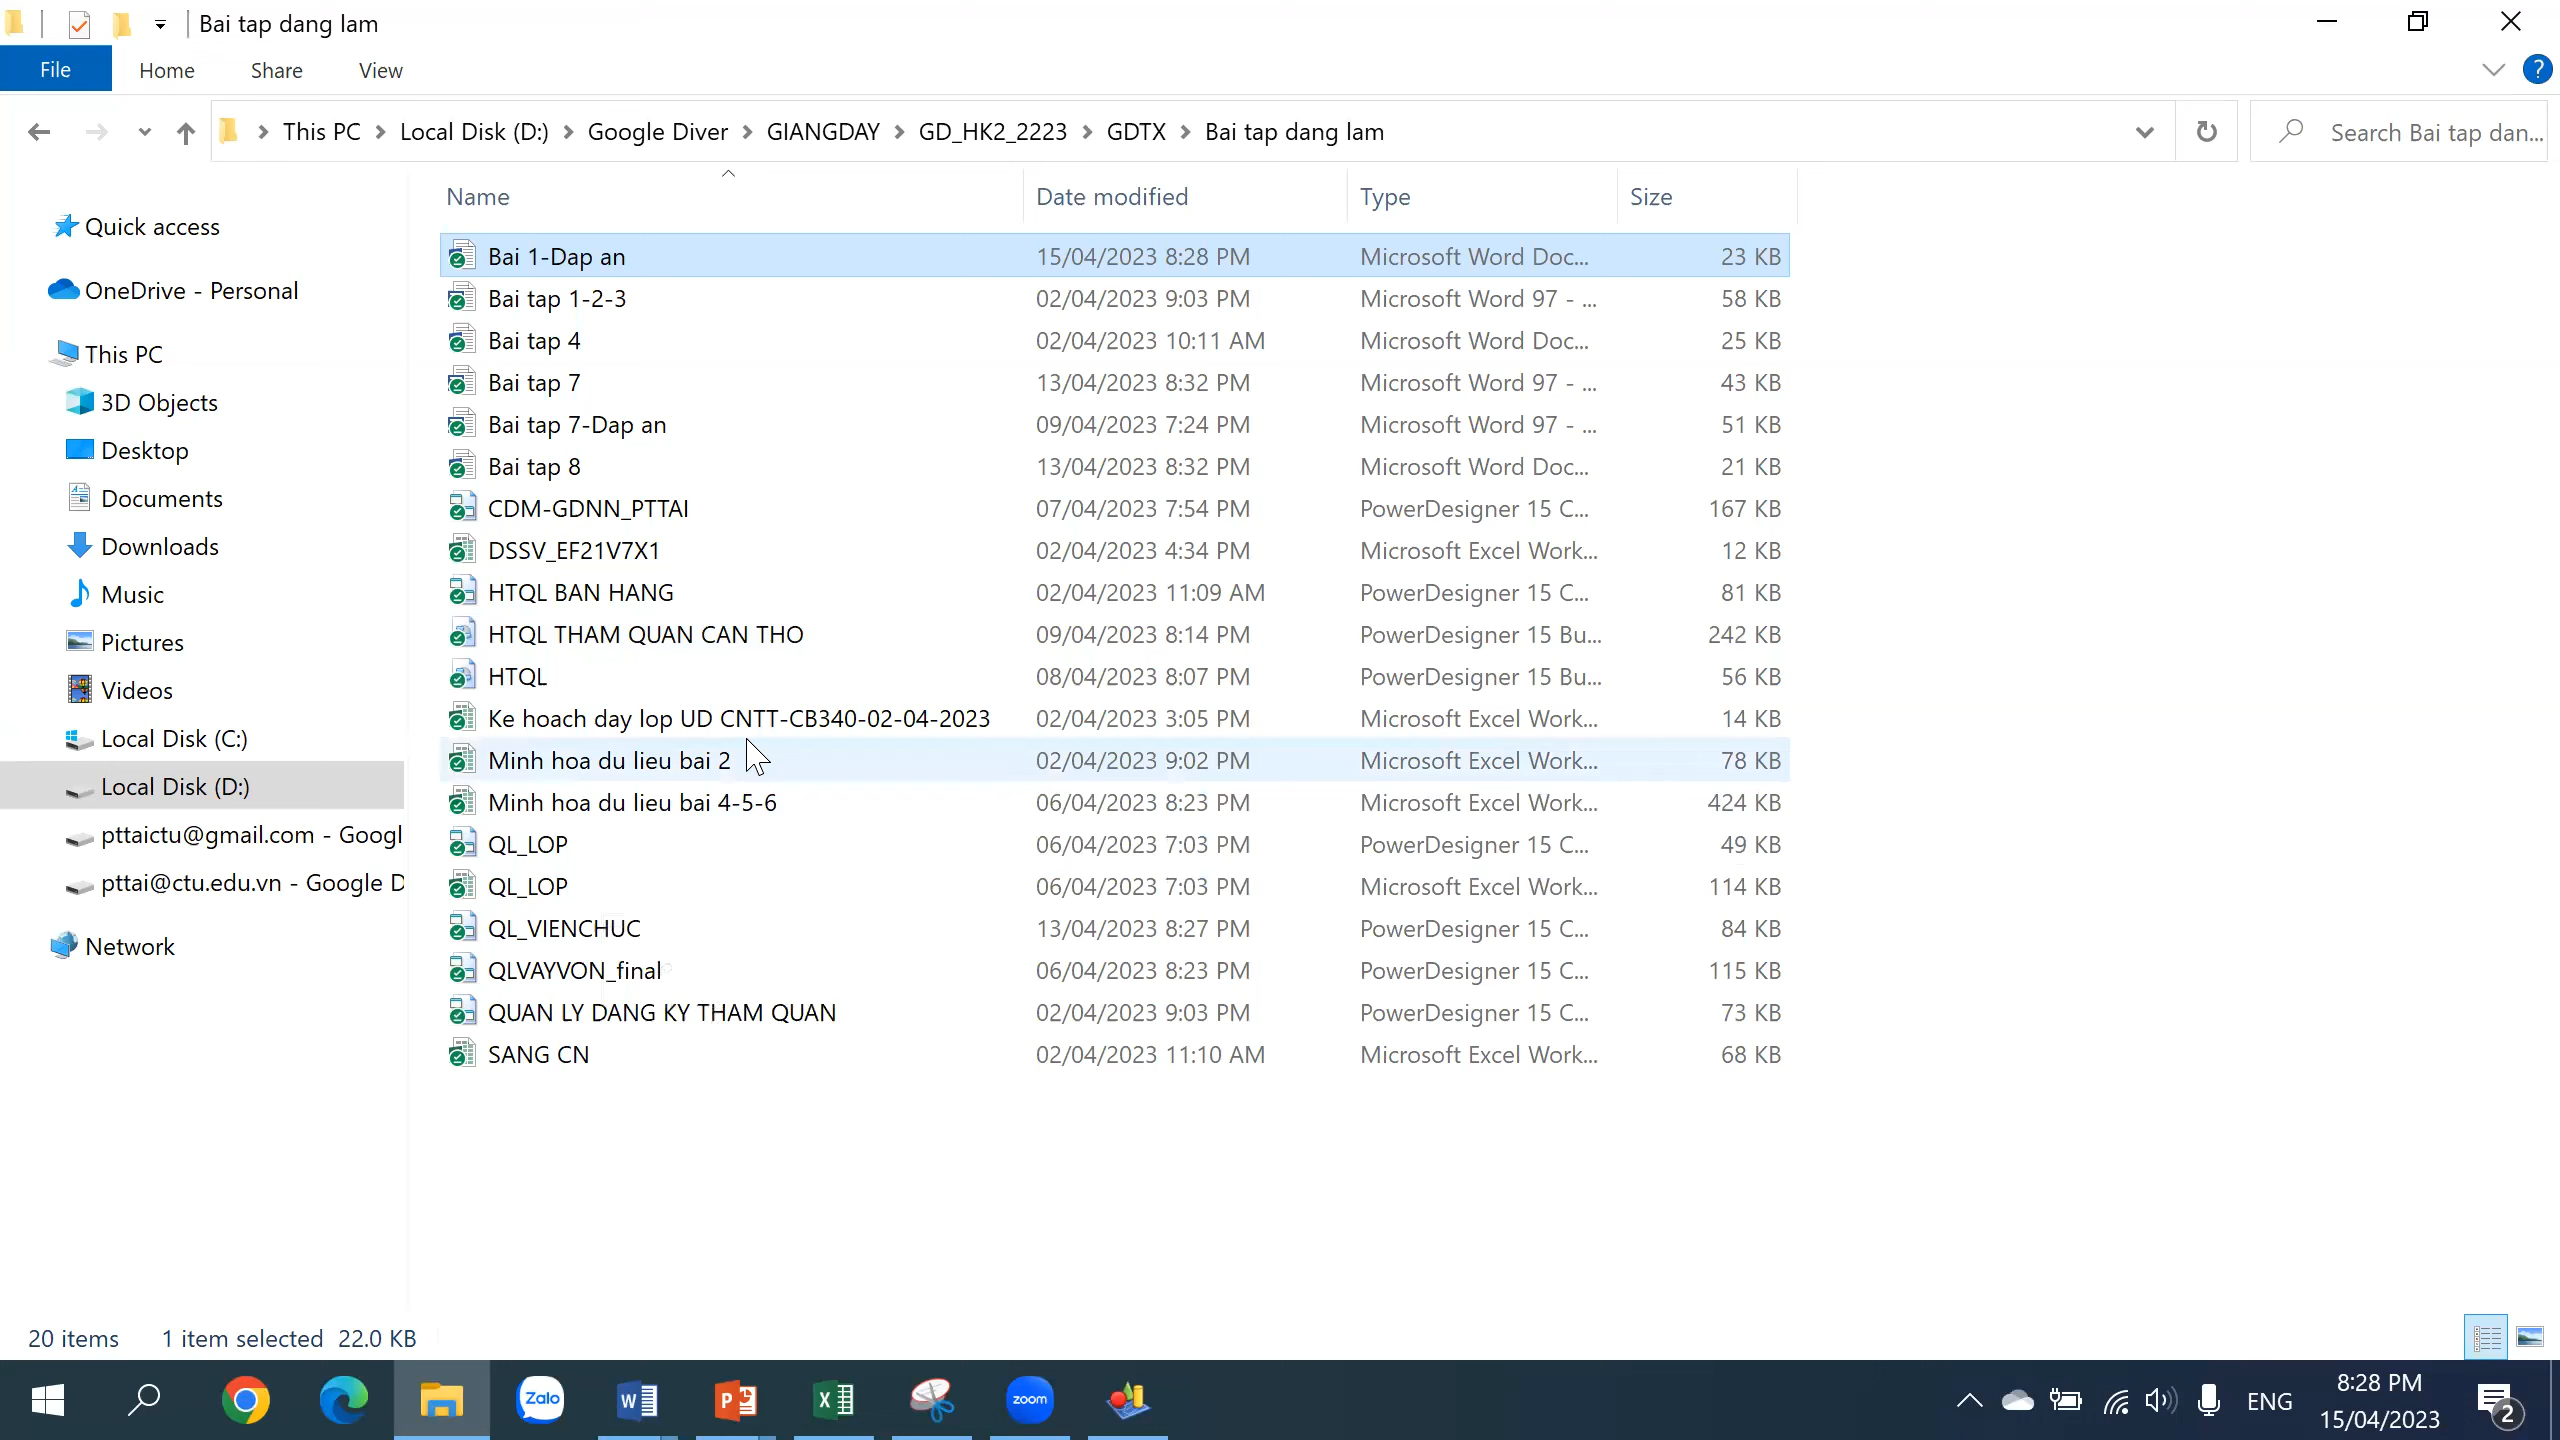 Bai tap dang lam
File Home Share View
This PC Local Disk (D:) Google Diver GIANGDAY GD_HK2_2223 GDTX Bai tap dang lam
Search Bai tap dan...
Quick access
OneDrive - Personal
This PC
3D Objects
Desktop
Documents
Downloads
Music
Pictures
Videos
Local Disk (C:)
Local Disk (D:)
pttaictu@gmail.com - Googl
pttai@ctu.edu.vn - Google D
Network
Name Date modified Type Size
Bai 1-Dap an 15/04/2023 8:28 PM Microsoft Word Doc... 23 KB
Bai tap 1-2-3 02/04/2023 9:03 PM Microsoft Word 97 - ... 58 KB
Bai tap 4 02/04/2023 10:11 AM Microsoft Word Doc... 25 KB
Bai tap 7 13/04/2023 8:32 PM Microsoft Word 97 - ... 43 KB
Bai tap 7-Dap an 09/04/2023 7:24 PM Microsoft Word 97 - ... 51 KB
Bai tap 8 13/04/2023 8:32 PM Microsoft Word Doc... 21 KB
CDM-GDNN_PTTAI 07/04/2023 7:54 PM PowerDesigner 15 C... 167 KB
DSSV_EF21V7X1 02/04/2023 4:34 PM Microsoft Excel Work... 12 KB
HTQL BAN HANG 02/04/2023 11:09 AM PowerDesigner 15 C... 81 KB
HTQL THAM QUAN CAN THO 09/04/2023 8:14 PM PowerDesigner 15 Bu... 242 KB
HTQL 08/04/2023 8:07 PM PowerDesigner 15 Bu... 56 KB
Ke hoach day lop UD CNTT-CB340-02-04-2023 02/04/2023 3:05 PM Microsoft Excel Work... 14 KB
Minh hoa du lieu bai 2 02/04/2023 9:02 PM Microsoft Excel Work... 78 KB
Minh hoa du lieu bai 4-5-6 06/04/2023 8:23 PM Microsoft Excel Work... 424 KB
QL_LOP 06/04/2023 7:03 PM PowerDesigner 15 C... 49 KB
QL_LOP 06/04/2023 7:03 PM Microsoft Excel Work... 114 KB
QL_VIENCHUC 13/04/2023 8:27 PM PowerDesigner 15 C... 84 KB
QLVAYVON_final 06/04/2023 8:23 PM PowerDesigner 15 C... 115 KB
QUAN LY DANG KY THAM QUAN 02/04/2023 9:03 PM PowerDesigner 15 C... 73 KB
SANG CN 02/04/2023 11:10 AM Microsoft Excel Work... 68 KB
20 items 1 item selected 22.0 KB
Zalo
zoom
ENG
8:28 PM
15/04/2023
2